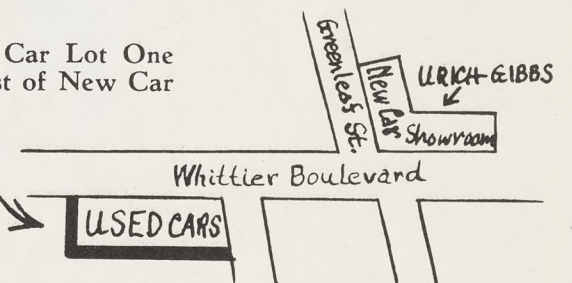 Car Lot One
st of New Car
Greenleaf St.
New Car
Showroom
URICH-GIBBS
Whittier Boulevard
USED CARS